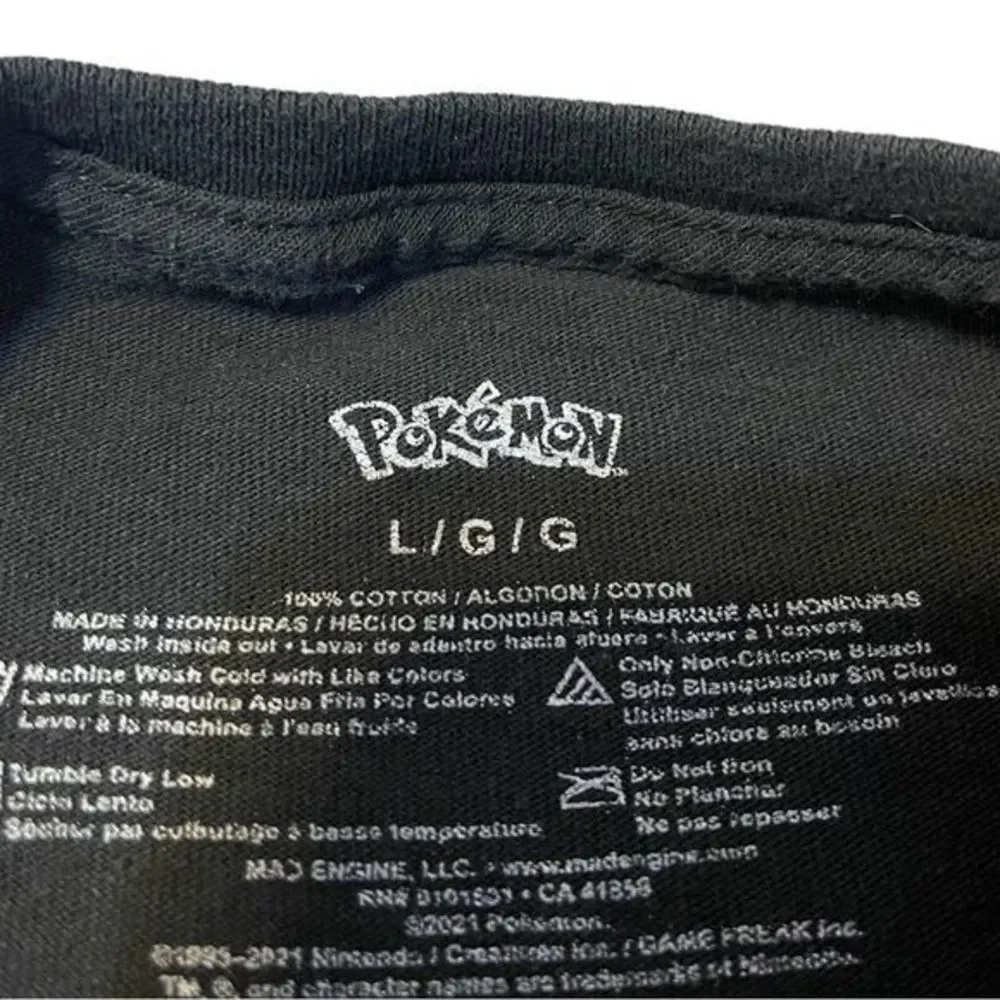 POKéMON™
L / G / G
100% COTTON / ALGODON / COTON
MADE IN HONDURAS / HECHO EN HONDURAS / FABRIQUÉ AU HONDURAS
Wash inside out • Lavar de adentro hacia afuera • Laver à l'envers
Machine Wash Cold with Like Colors
Lavar En Maquina Agua Fria Por Colores
Laver à la machine à l'eau froide
Only Non-Chlorine Bleach
Solo Blanqueador Sin Cloro
Utiliser seulement un javellisant
sans chlore au besoin
Tumble Dry Low
Ciclo Lento
Sécher par culbutage à basse température
Do Not Iron
No Planchar
Ne pas repasser
MAD ENGINE, LLC. • www.madengine.com
RN# 0101501 • CA 41858
©2021 Pokémon.
©1995–2021 Nintendo / Creatures Inc. / GAME FREAK inc.
TM, ®, and character names are trademarks of Nintendo.